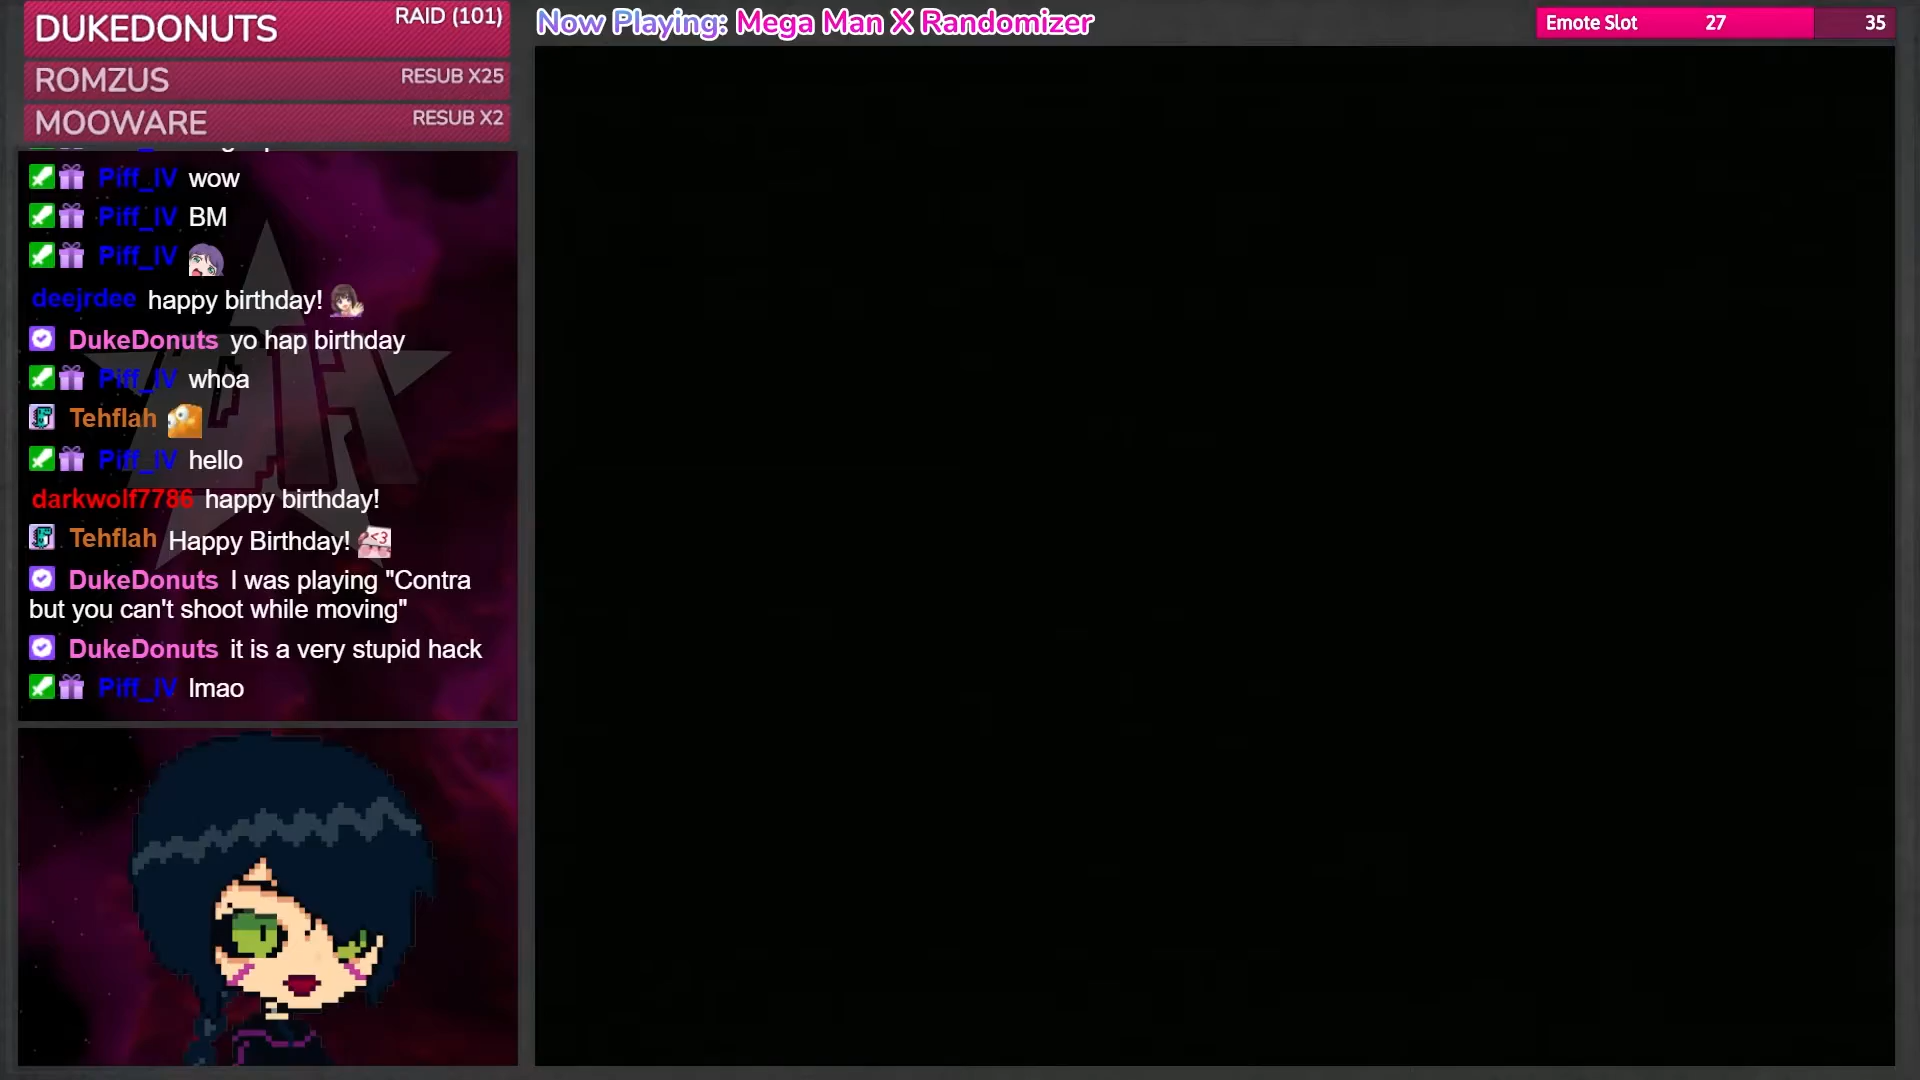 DUKEDONUTS RAID (101)
ROMZUS RESUB X25
MOOWARE RESUB X2
Now Playing: Mega Man X Randomizer
Emote Slot 27 35
Piff_IV wow
Piff_IV BM
Piff_IV
deejrdee happy birthday!
DukeDonuts yo hap birthday
Piff_IV whoa
Tehflah
Piff_IV hello
darkwolf7786 happy birthday!
Tehflah Happy Birthday! <3
DukeDonuts I was playing "Contra
but you can't shoot while moving"
DukeDonuts it is a very stupid hack
Piff_IV lmao